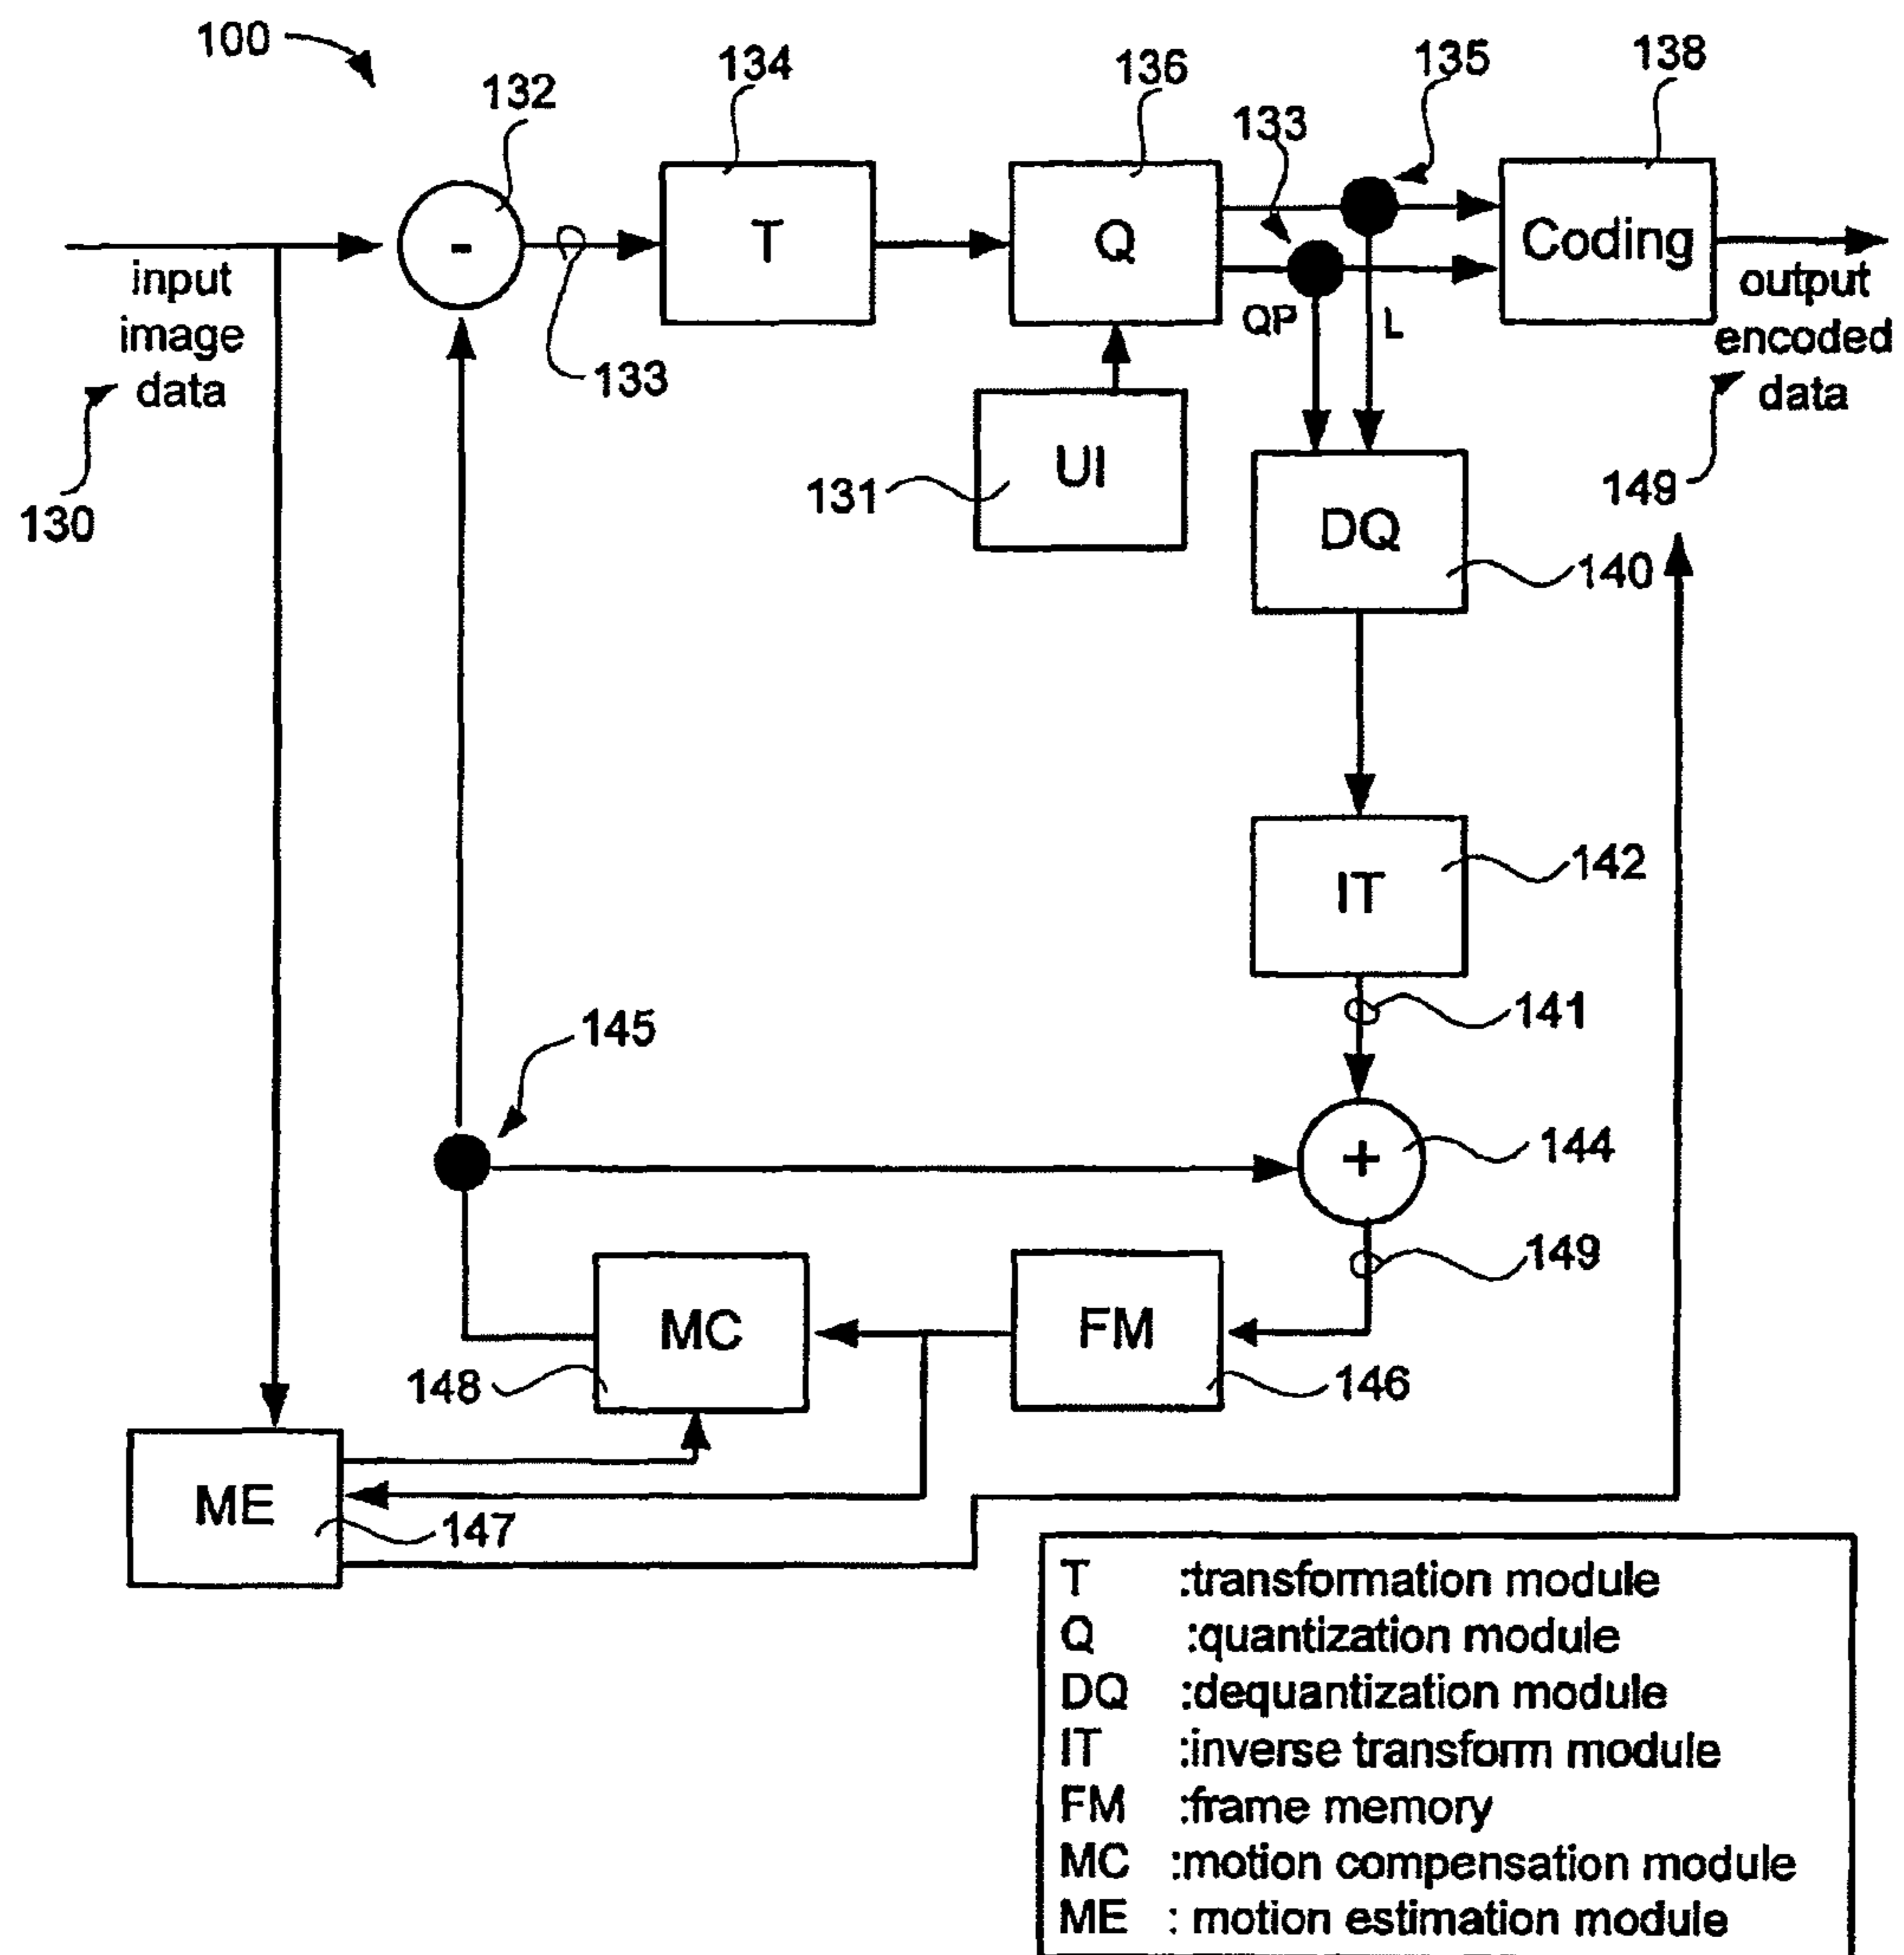 100
132
134
136
133
135
138
-
T
Q
Coding
input
image
data
130
133
QP
L
output
encoded
data
149
UI
131
DQ
140
IT
142
141
145
+
144
149
MC
148
FM
146
ME
147
T :transformation module
Q :quantization module
DQ :dequantization module
IT :inverse transform module
FM :frame memory
MC :motion compensation module
ME : motion estimation module